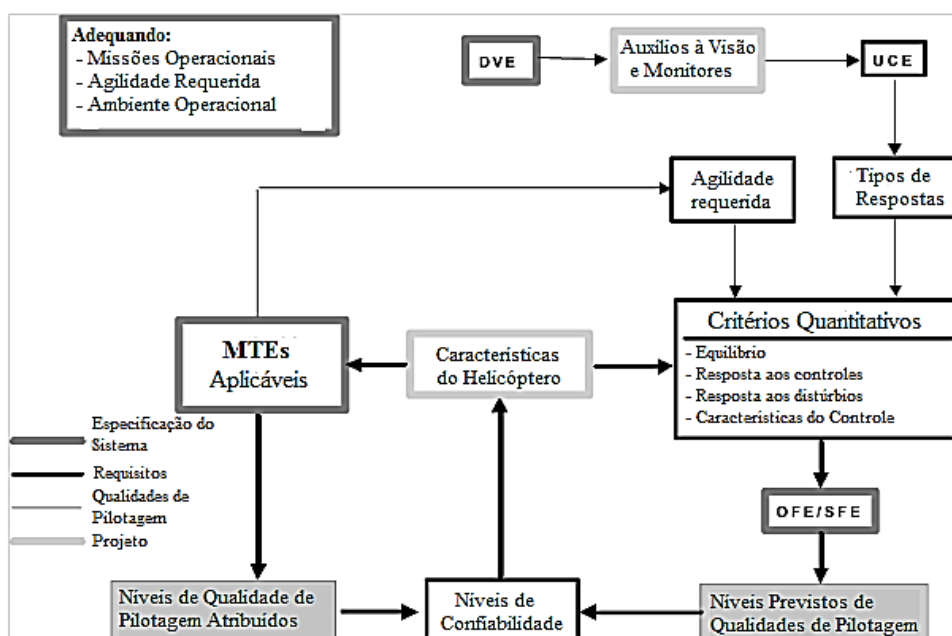 Adequando:
- Missões Operacionais
- Agilidade Requerida
- Ambiente Operacional
DVE
Auxílios à Visão
e Monitores
UCE
Agilidade
requerida
Tipos de
Respostas
MTEs
Aplicáveis
Características
do Helicóptero
Critérios Quantitativos
- Equilíbrio
- Resposta aos controles
- Resposta aos distúrbios
- Características do Controle
Especificação do
Sistema
Requisitos
Qualidades de
Pilotagem
Projeto
OFE/SFE
Níveis de Qualidade de
Pilotagem Atribuídos
Níveis de
Confiabilidade
Níveis Previstos de
Qualidades de Pilotagem